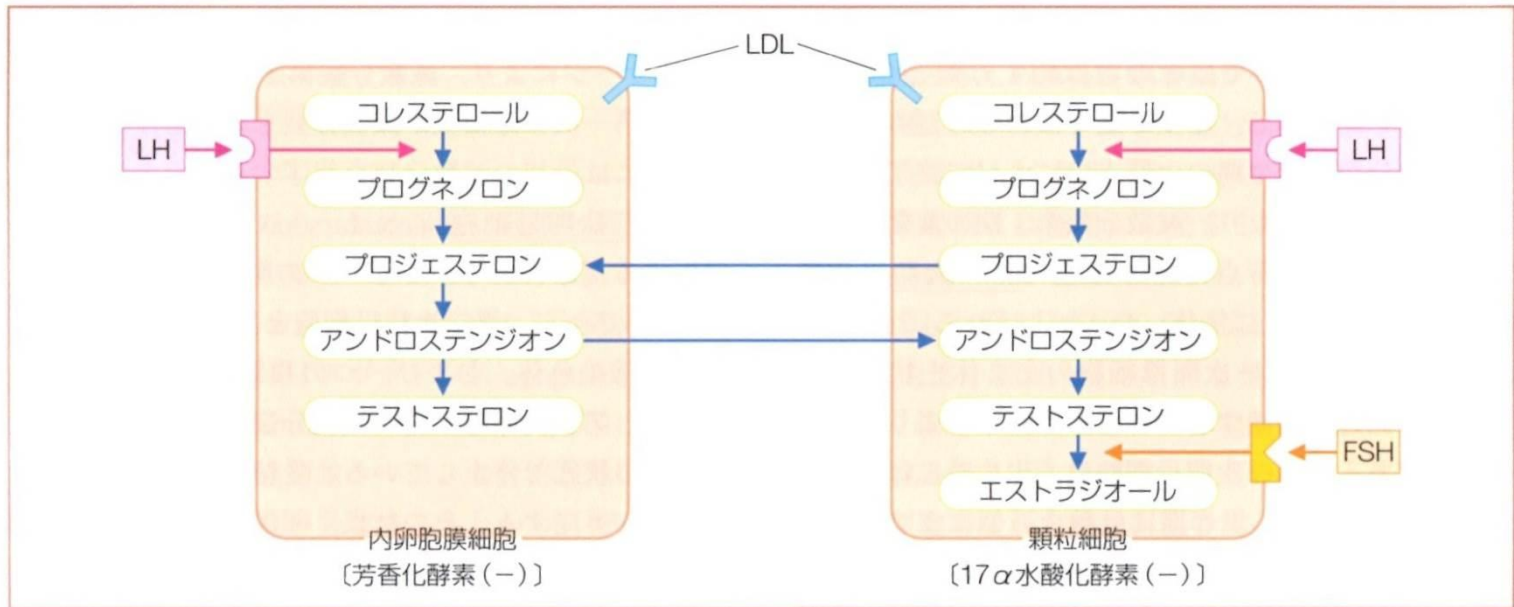 LDL
LH
コレステロール
プログネノロン
プロジェステロン
アンドロステンジオン
テストステロン
内卵胞膜細胞
〔芳香化酵素(-)〕
コレステロール
プログネノロン
プロジェステロン
アンドロステンジオン
テストステロン
エストラジオール
顆粒細胞
〔17α水酸化酵素(-)〕
LH
FSH